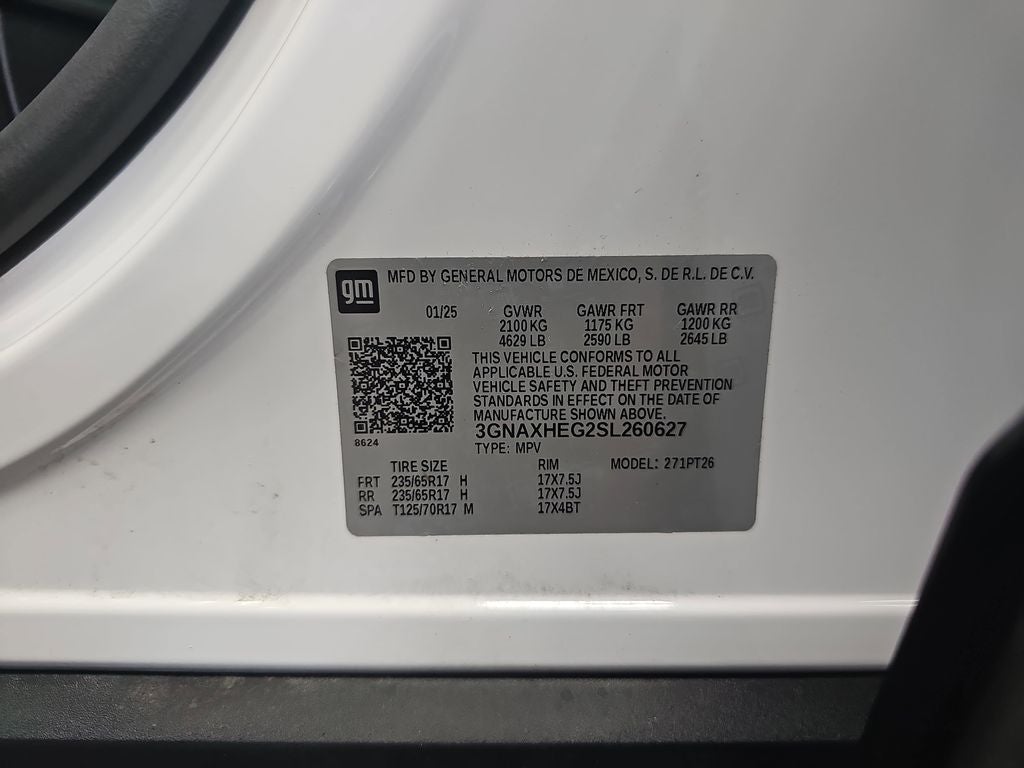 gm
MFD BY GENERAL MOTORS DE MEXICO, S. DE R.L. DE C.V.
01/25 GVWR GAWR FRT GAWR RR
2100 KG 1175 KG 1200 KG
4629 LB 2590 LB 2645 LB
THIS VEHICLE CONFORMS TO ALL
APPLICABLE U.S. FEDERAL MOTOR
VEHICLE SAFETY AND THEFT PREVENTION
STANDARDS IN EFFECT ON THE DATE OF
MANUFACTURE SHOWN ABOVE.
3GNAXHEG2SL260627
8624
TYPE: MPV
TIRE SIZE RIM MODEL: 271PT26
FRT 235/65R17 H 17X7.5J
RR 235/65R17 H 17X7.5J
SPA T125/70R17 M 17X4BT